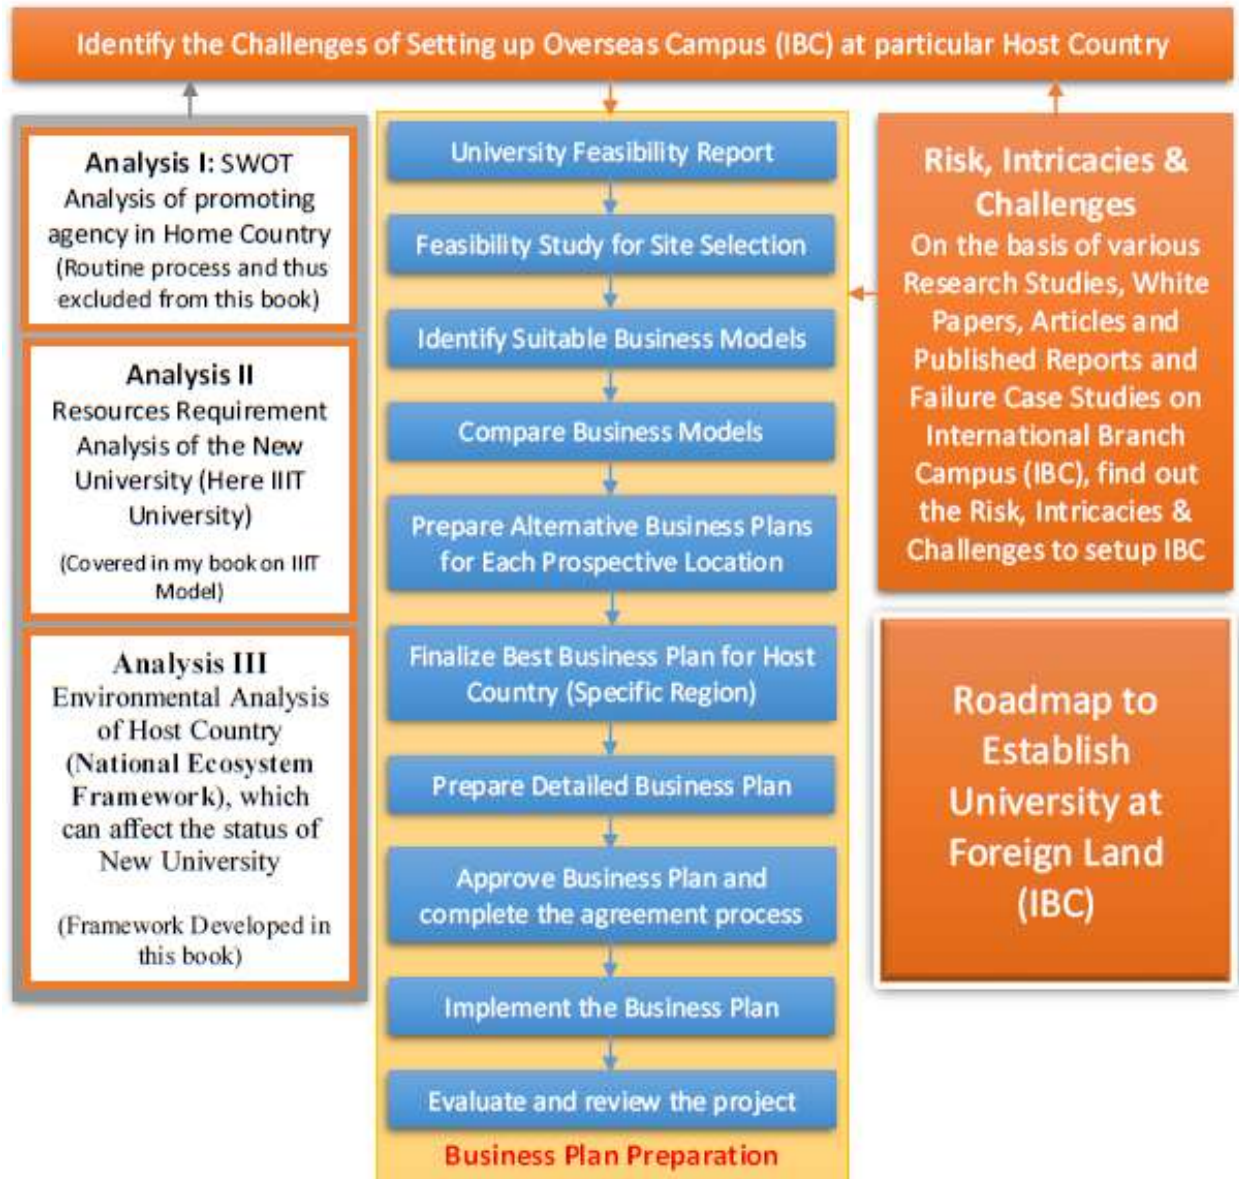 Identify the Challenges of Setting up Overseas Campus (IBC) at particular Host Country
Analysis I: SWOT
Analysis of promoting
agency in Home Country
(Routine process and thus
excluded from this book)
Analysis II
Resources Requirement
Analysis of the New
University (Here IIIT
University)
(Covered in my book on IIIT
Model)
Analysis III
Environmental Analysis
of Host Country
(National Ecosystem
Framework), which
can affect the status of
New University
(Framework Developed in
this book)
University Feasibility Report
Feasibility Study for Site Selection
Identify Suitable Business Models
Compare Business Models
Prepare Alternative Business Plans
for Each Prospective Location
Finalize Best Business Plan for Host
Country (Specific Region)
Prepare Detailed Business Plan
Approve Business Plan and
complete the agreement process
Implement the Business Plan
Evaluate and review the project
Business Plan Preparation
Risk, Intricacies &
Challenges
On the basis of various
Research Studies, White
Papers, Articles and
Published Reports and
Failure Case Studies on
International Branch
Campus (IBC), find out
the Risk, Intricacies &
Challenges to setup IBC
Roadmap to
Establish
University at
Foreign Land
(IBC)